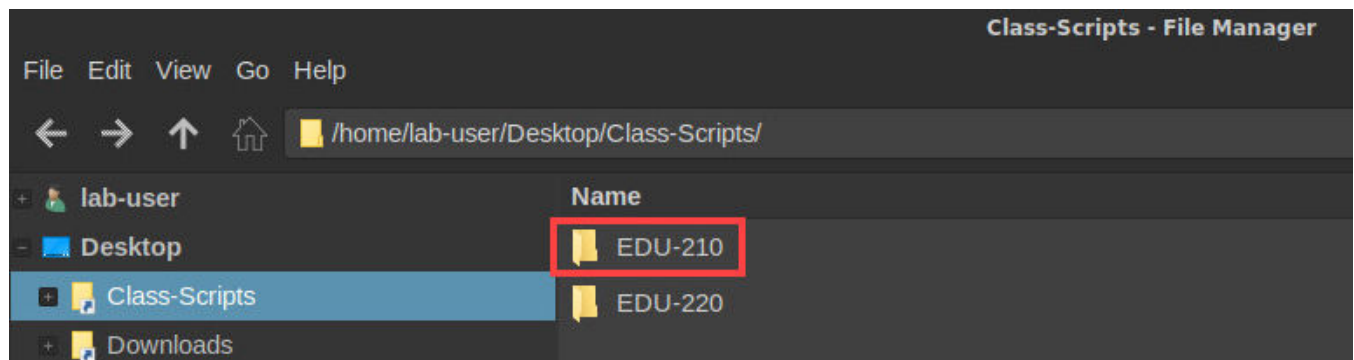 Class-Scripts - File Manager
File Edit View Go Help
/home/lab-user/Desktop/Class-Scripts/
lab-user
Name
Desktop
EDU-210
Class-Scripts
EDU-220
Downloads